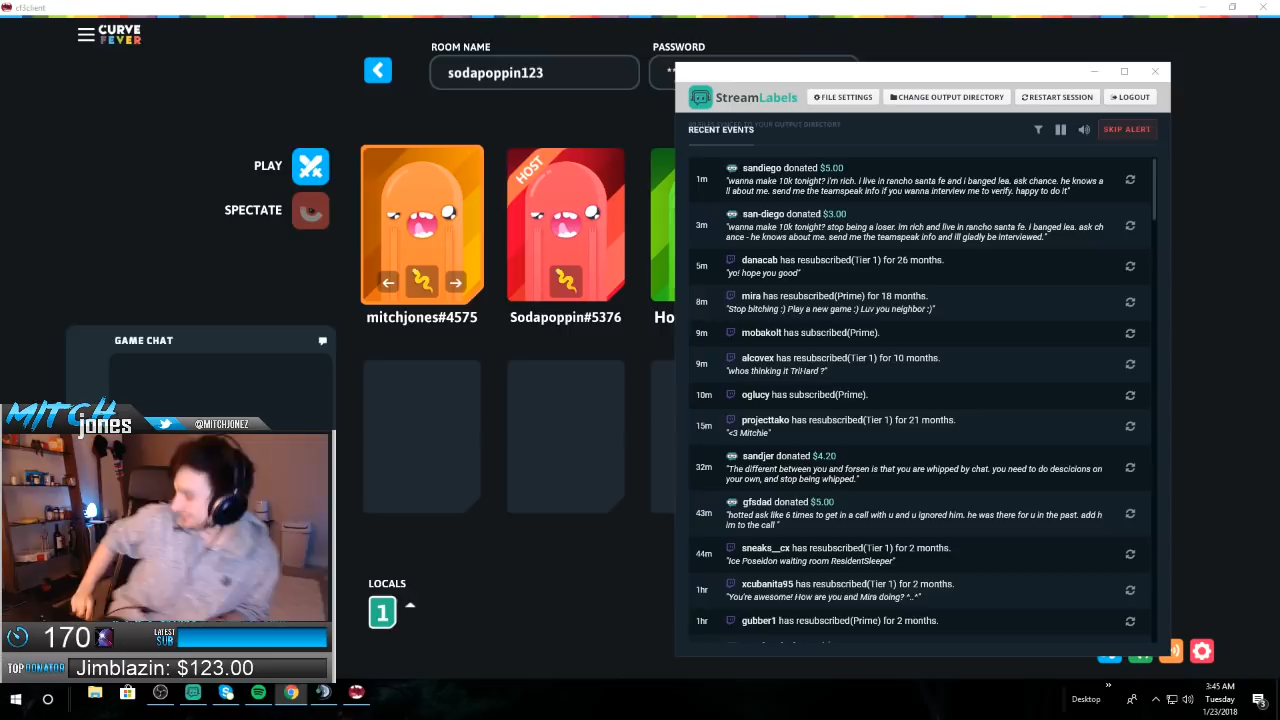 cf3client
CURVE
FEVER
ROOM NAME
PASSWORD
sodapoppin123
**
StreamLabels
FILE SETTINGS
CHANGE OUTPUT DIRECTORY
RESTART SESSION
LOGOUT
RECENT EVENTS
SKIP ALERT
PLAY
SPECTATE
HOST
mitchjones#4575
Sodapoppin#5376
Ho
1m
sandiego donated $5.00
"wanna make 10k tonight? i'm rich. i live in rancho santa fe and i banged lea. ask chance. he knows a
ll about me. send me the teamspeak info if you wanna interview me to verify. happy to do it"
3m
san-diego donated $3.00
"wanna make 10k tonight? stop being a loser. im rich and live in rancho santa fe. i banged lea. ask ch
ance - he knows about me. send me the teamspeak info and ill gladly be interviewed."
5m
danacab has resubscribed(Tier 1) for 26 months.
"yo! hope you good"
8m
mira has resubscribed(Prime) for 18 months.
"Stop bitching :) Play a new game :) Luv you neighbor :)"
9m
mobakolt has subscribed(Prime).
9m
alcovex has resubscribed(Tier 1) for 10 months.
"whos thinking it TriHard ?"
10m
oglucy has subscribed(Prime).
15m
projecttako has resubscribed(Tier 1) for 21 months.
"<3 Mitchie"
32m
sandjer donated $4.20
"The different between you and forsen is that you are whipped by chat. you need to do descicions on
your own, and stop being whipped."
43m
gfsdad donated $5.00
"hotted ask like 6 times to get in a call with u and u ignored him. he was there for u in the past. add h
im to the call "
44m
sneaks__cx has resubscribed(Tier 1) for 2 months.
"Ice Poseidon waiting room ResidentSleeper"
1hr
xcubanita95 has resubscribed(Tier 1) for 2 months.
"You're awesome! How are you and Mira doing? ^..^"
1hr
gubber1 has resubscribed(Prime) for 2 months.
GAME CHAT
MITCH
jones
@MITCHJONEZ
LOCALS
1
170
LATEST
SUB
TOP DONATOR
Jimblazin: $123.00
Desktop
»
3:45 AM
Tuesday
1/23/2018
3